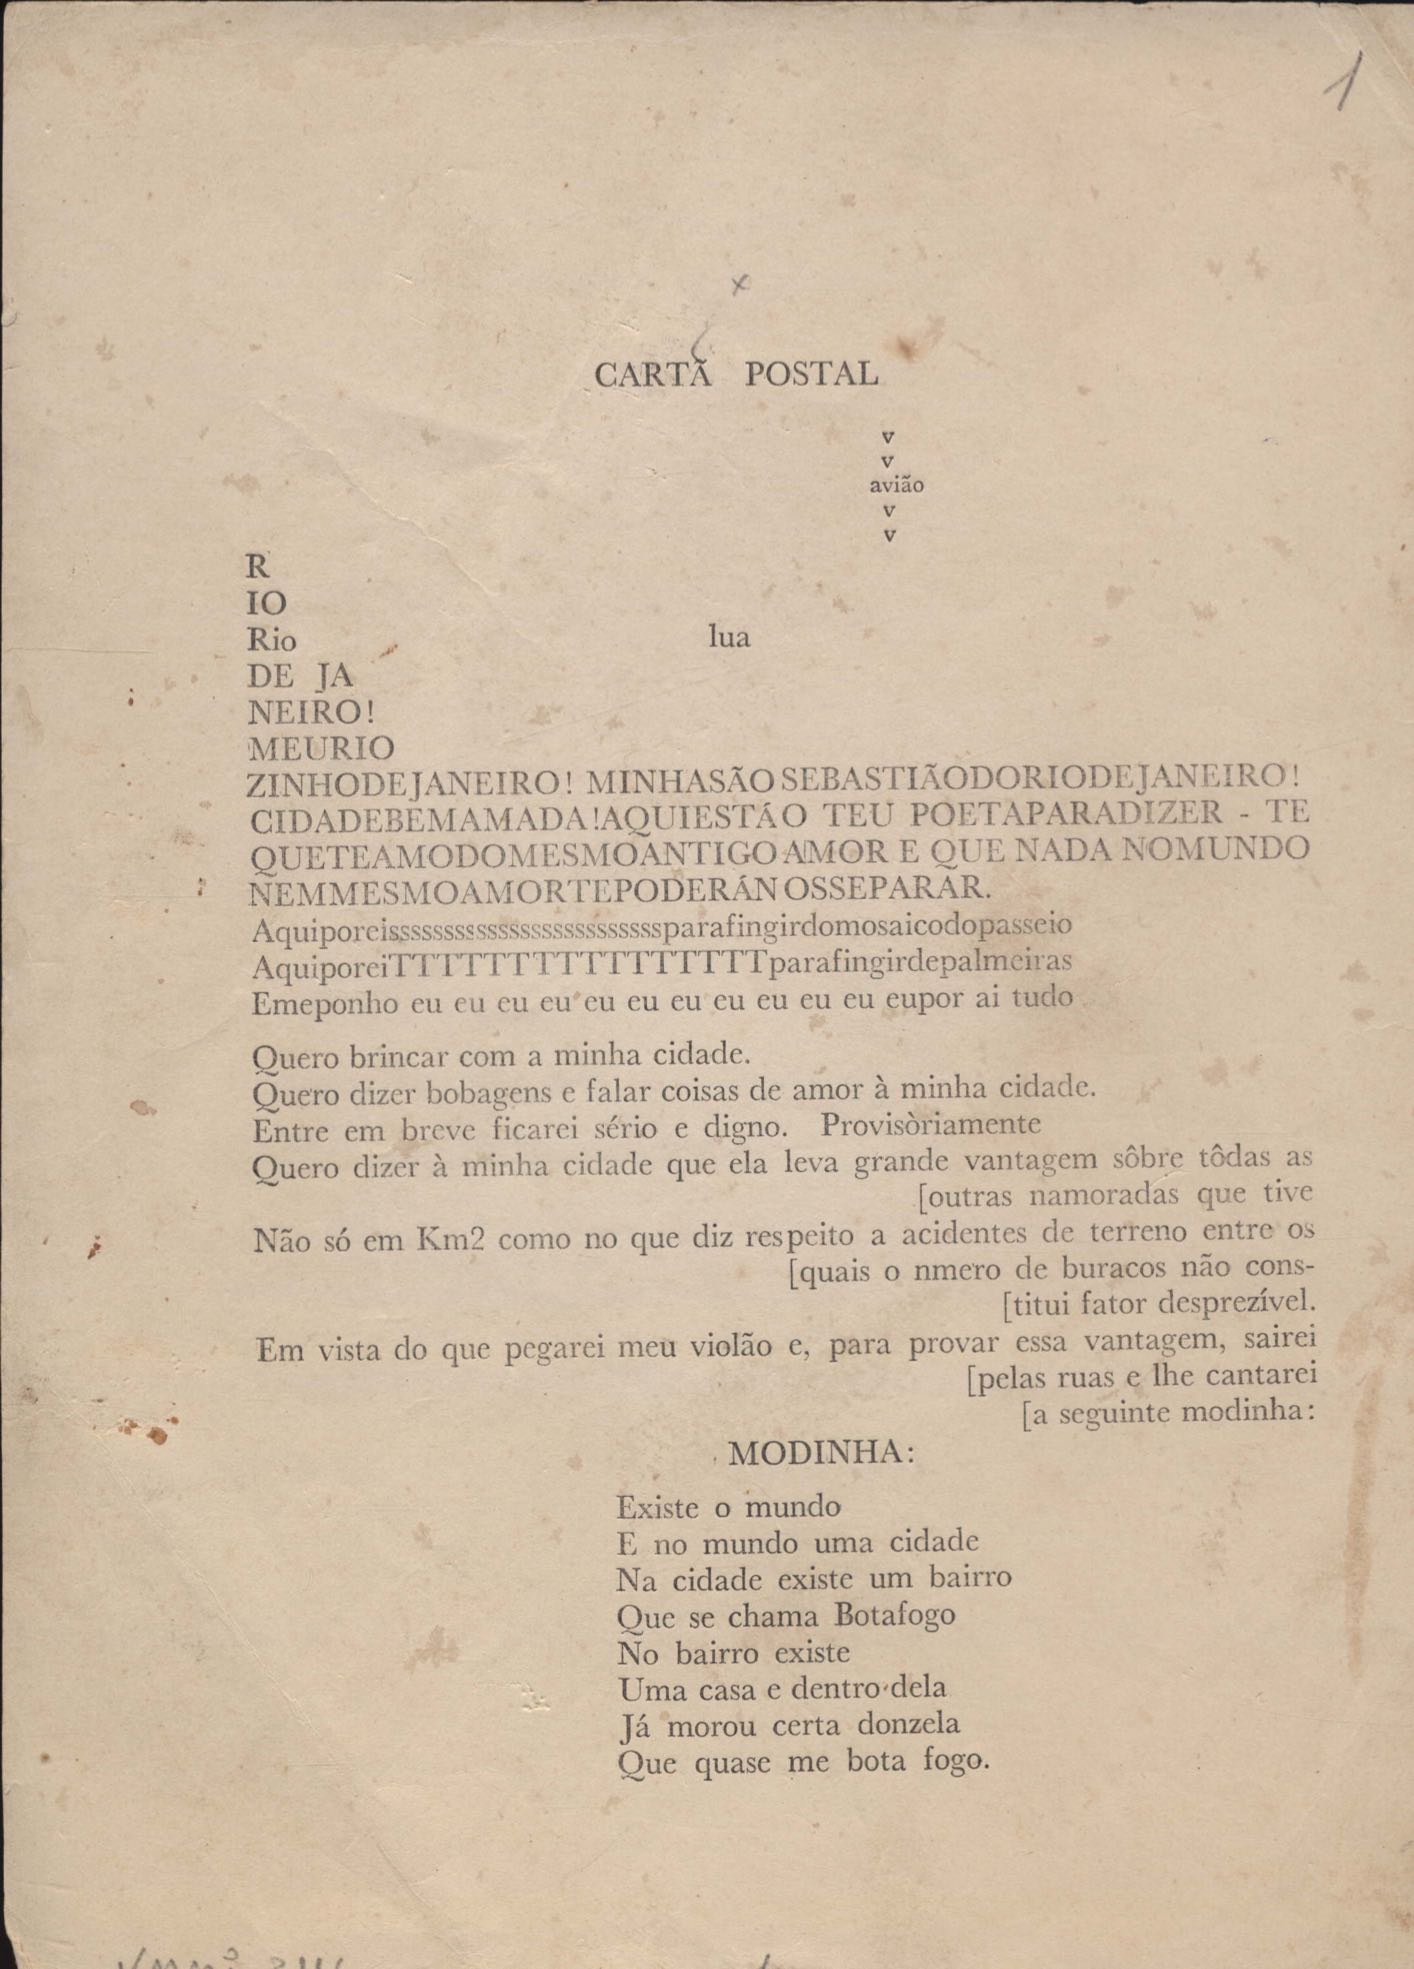 1
x
CARTÃ POSTAL
v
v
avião
v
v
R
IO
Rio lua
DE JA
NEIRO!
MEURIO
ZINHODEJANEIRO! MINHASÃO SEBASTIÃODORIODEJANEIRO!
CIDADEBEMAMADA!AQUIESTÁO TEU POETAPARADIZER - TE
QUETEAMODOMESMOANTIGOAMOR E QUE NADA NOMUNDO
NEMMESMOAMORTEPODERÁNOSSEPARAR.
Aquiporeisssssssssssssssssssssssssparafingirdomosaicodopasseio
AquiporeiTTTTTTTTTTTTTTTTparafingirdepalmeiras
Emeponho eu eu eu eu eu eu eu eu eu eu eu eupor ai tudo
Quero brincar com a minha cidade.
Quero dizer bobagens e falar coisas de amor à minha cidade.
Entre em breve ficarei sério e digno. Provisòriamente
Quero dizer à minha cidade que ela leva grande vantagem sôbre tôdas as
[outras namoradas que tive
Não só em Km2 como no que diz respeito a acidentes de terreno entre os
[quais o nmero de buracos não cons-
[titui fator desprezível.
Em vista do que pegarei meu violão e, para provar essa vantagem, sairei
[pelas ruas e lhe cantarei
[a seguinte modinha:
MODINHA:
Existe o mundo
E no mundo uma cidade
Na cidade existe um bairro
Que se chama Botafogo
No bairro existe
Uma casa e dentro dela
Já morou certa donzela
Que quase me bota fogo.